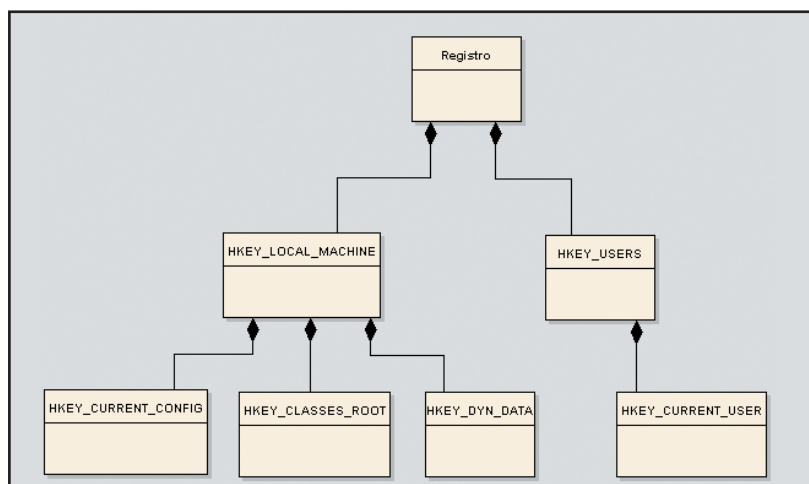 Registro
HKEY_LOCAL_MACHINE
HKEY_USERS
HKEY_CURRENT_CONFIG
HKEY_CLASSES_ROOT
HKEY_DYN_DATA
HKEY_CURRENT_USER